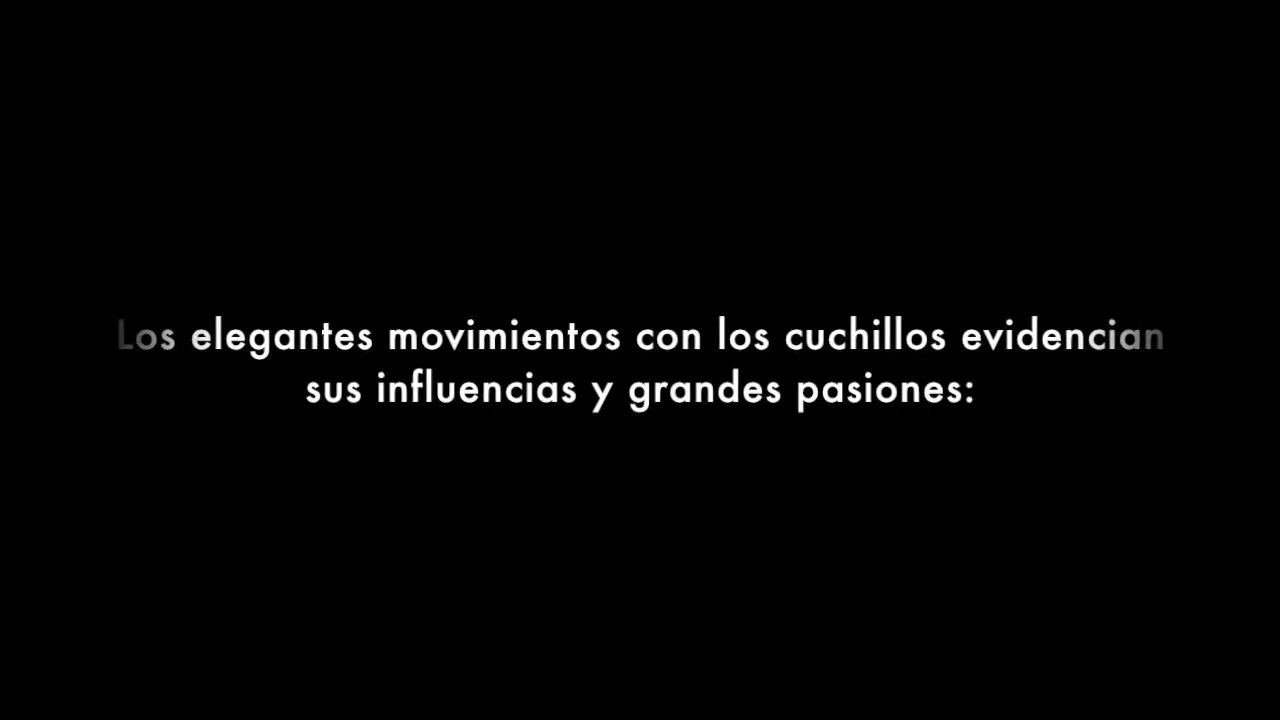 Los elegantes movimientos con los cuchillos evidencian
sus influencias y grandes pasiones: